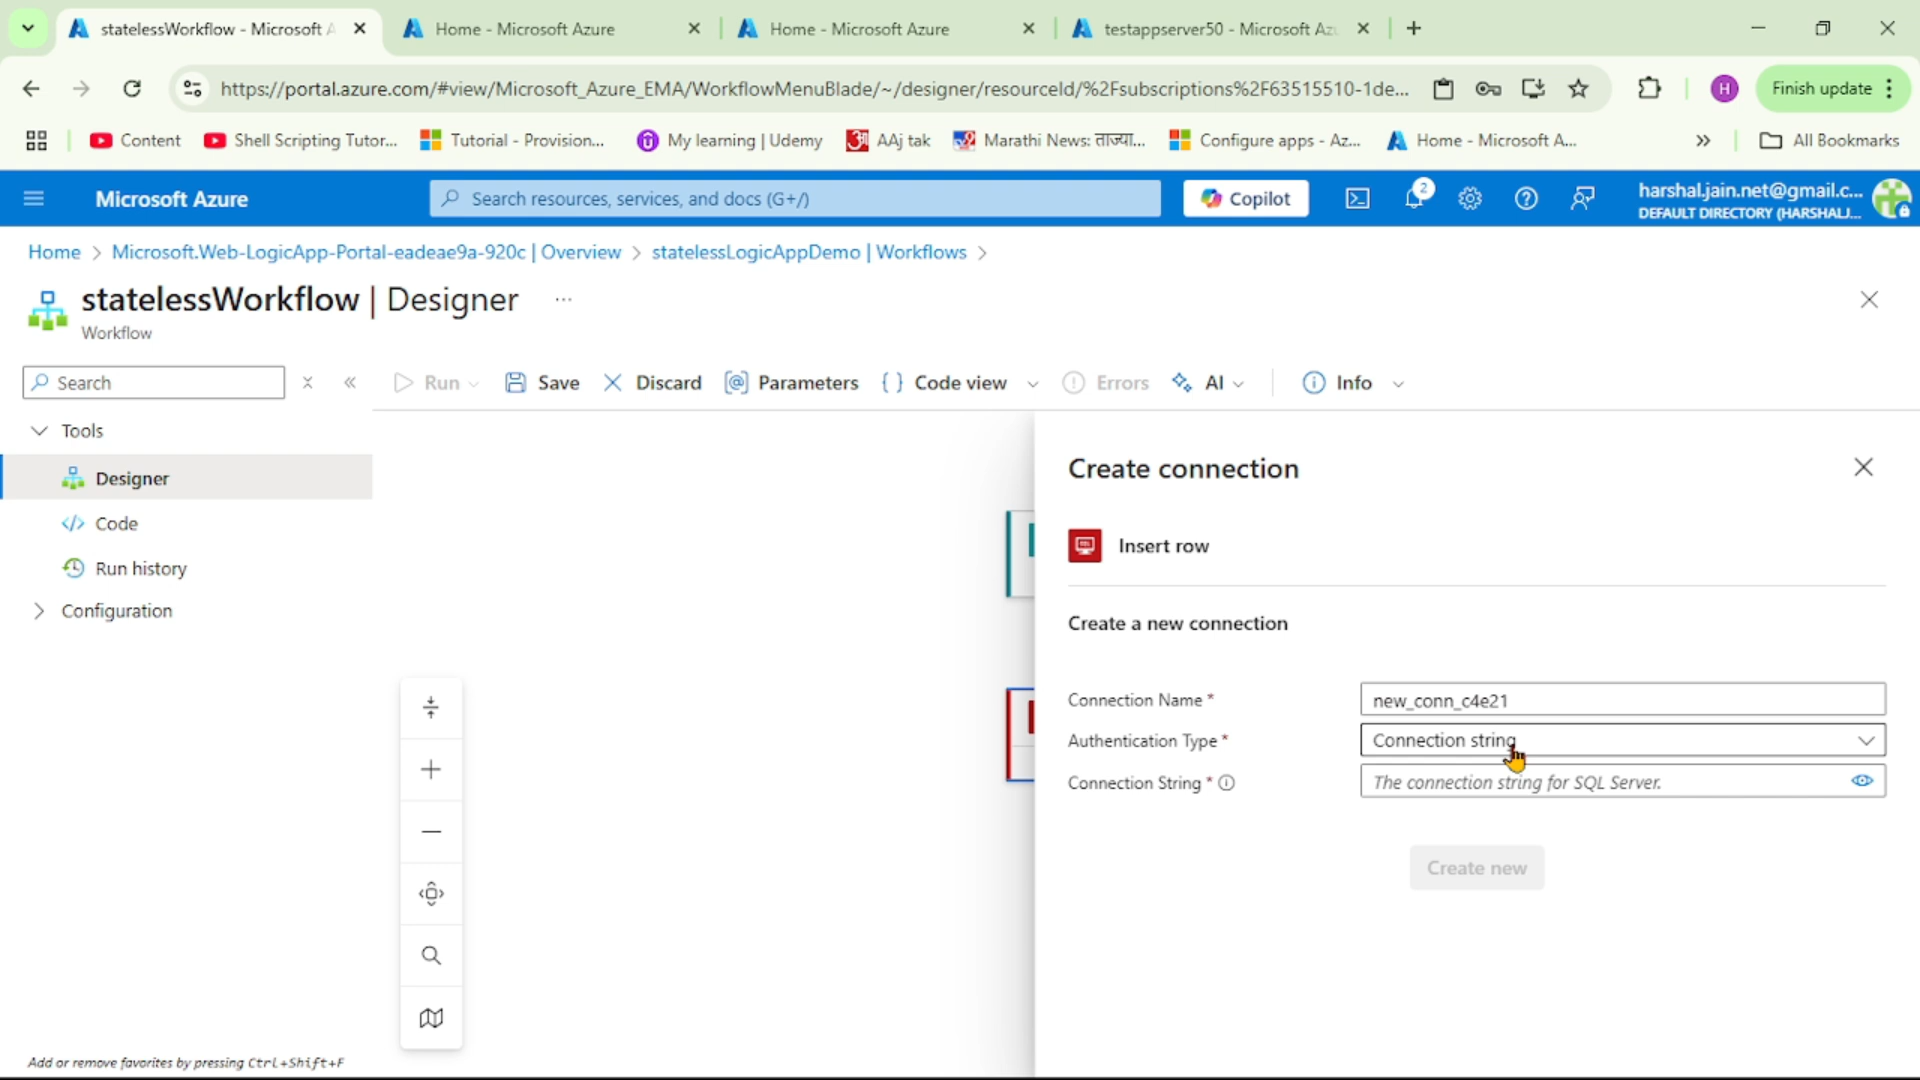 statelessWorkflow - Microsoft A
Home - Microsoft Azure
Home - Microsoft Azure
testappserver50 - Microsoft Az
https://portal.azure.com/#view/Microsoft_Azure_EMA/WorkflowMenuBlade/~/designer/resourceId/%2Fsubscriptions%2F63515510-1de...
H
Finish update
Content
Shell Scripting Tutor...
Tutorial - Provision...
My learning | Udemy
AAj tak
Marathi News: ताज्या...
Configure apps - Az...
Home - Microsoft A...
All Bookmarks
Microsoft Azure
Search resources, services, and docs (G+/)
Copilot
2
harshal.jain.net@gmail.c...
DEFAULT DIRECTORY (HARSHALJ...
Home > Microsoft.Web-LogicApp-Portal-eadeae9a-920c | Overview > statelessLogicAppDemo | Workflows >
statelessWorkflow | Designer ...
Workflow
Search
Run
Save
Discard
Parameters
Code view
Errors
AI
Info
Tools
Designer
Code
Run history
Configuration
Create connection
Insert row
Create a new connection
Connection Name *
new_conn_c4e21
Authentication Type *
Connection string
Connection String *
The connection string for SQL Server.
Create new
Add or remove favorites by pressing Ctrl+Shift+F